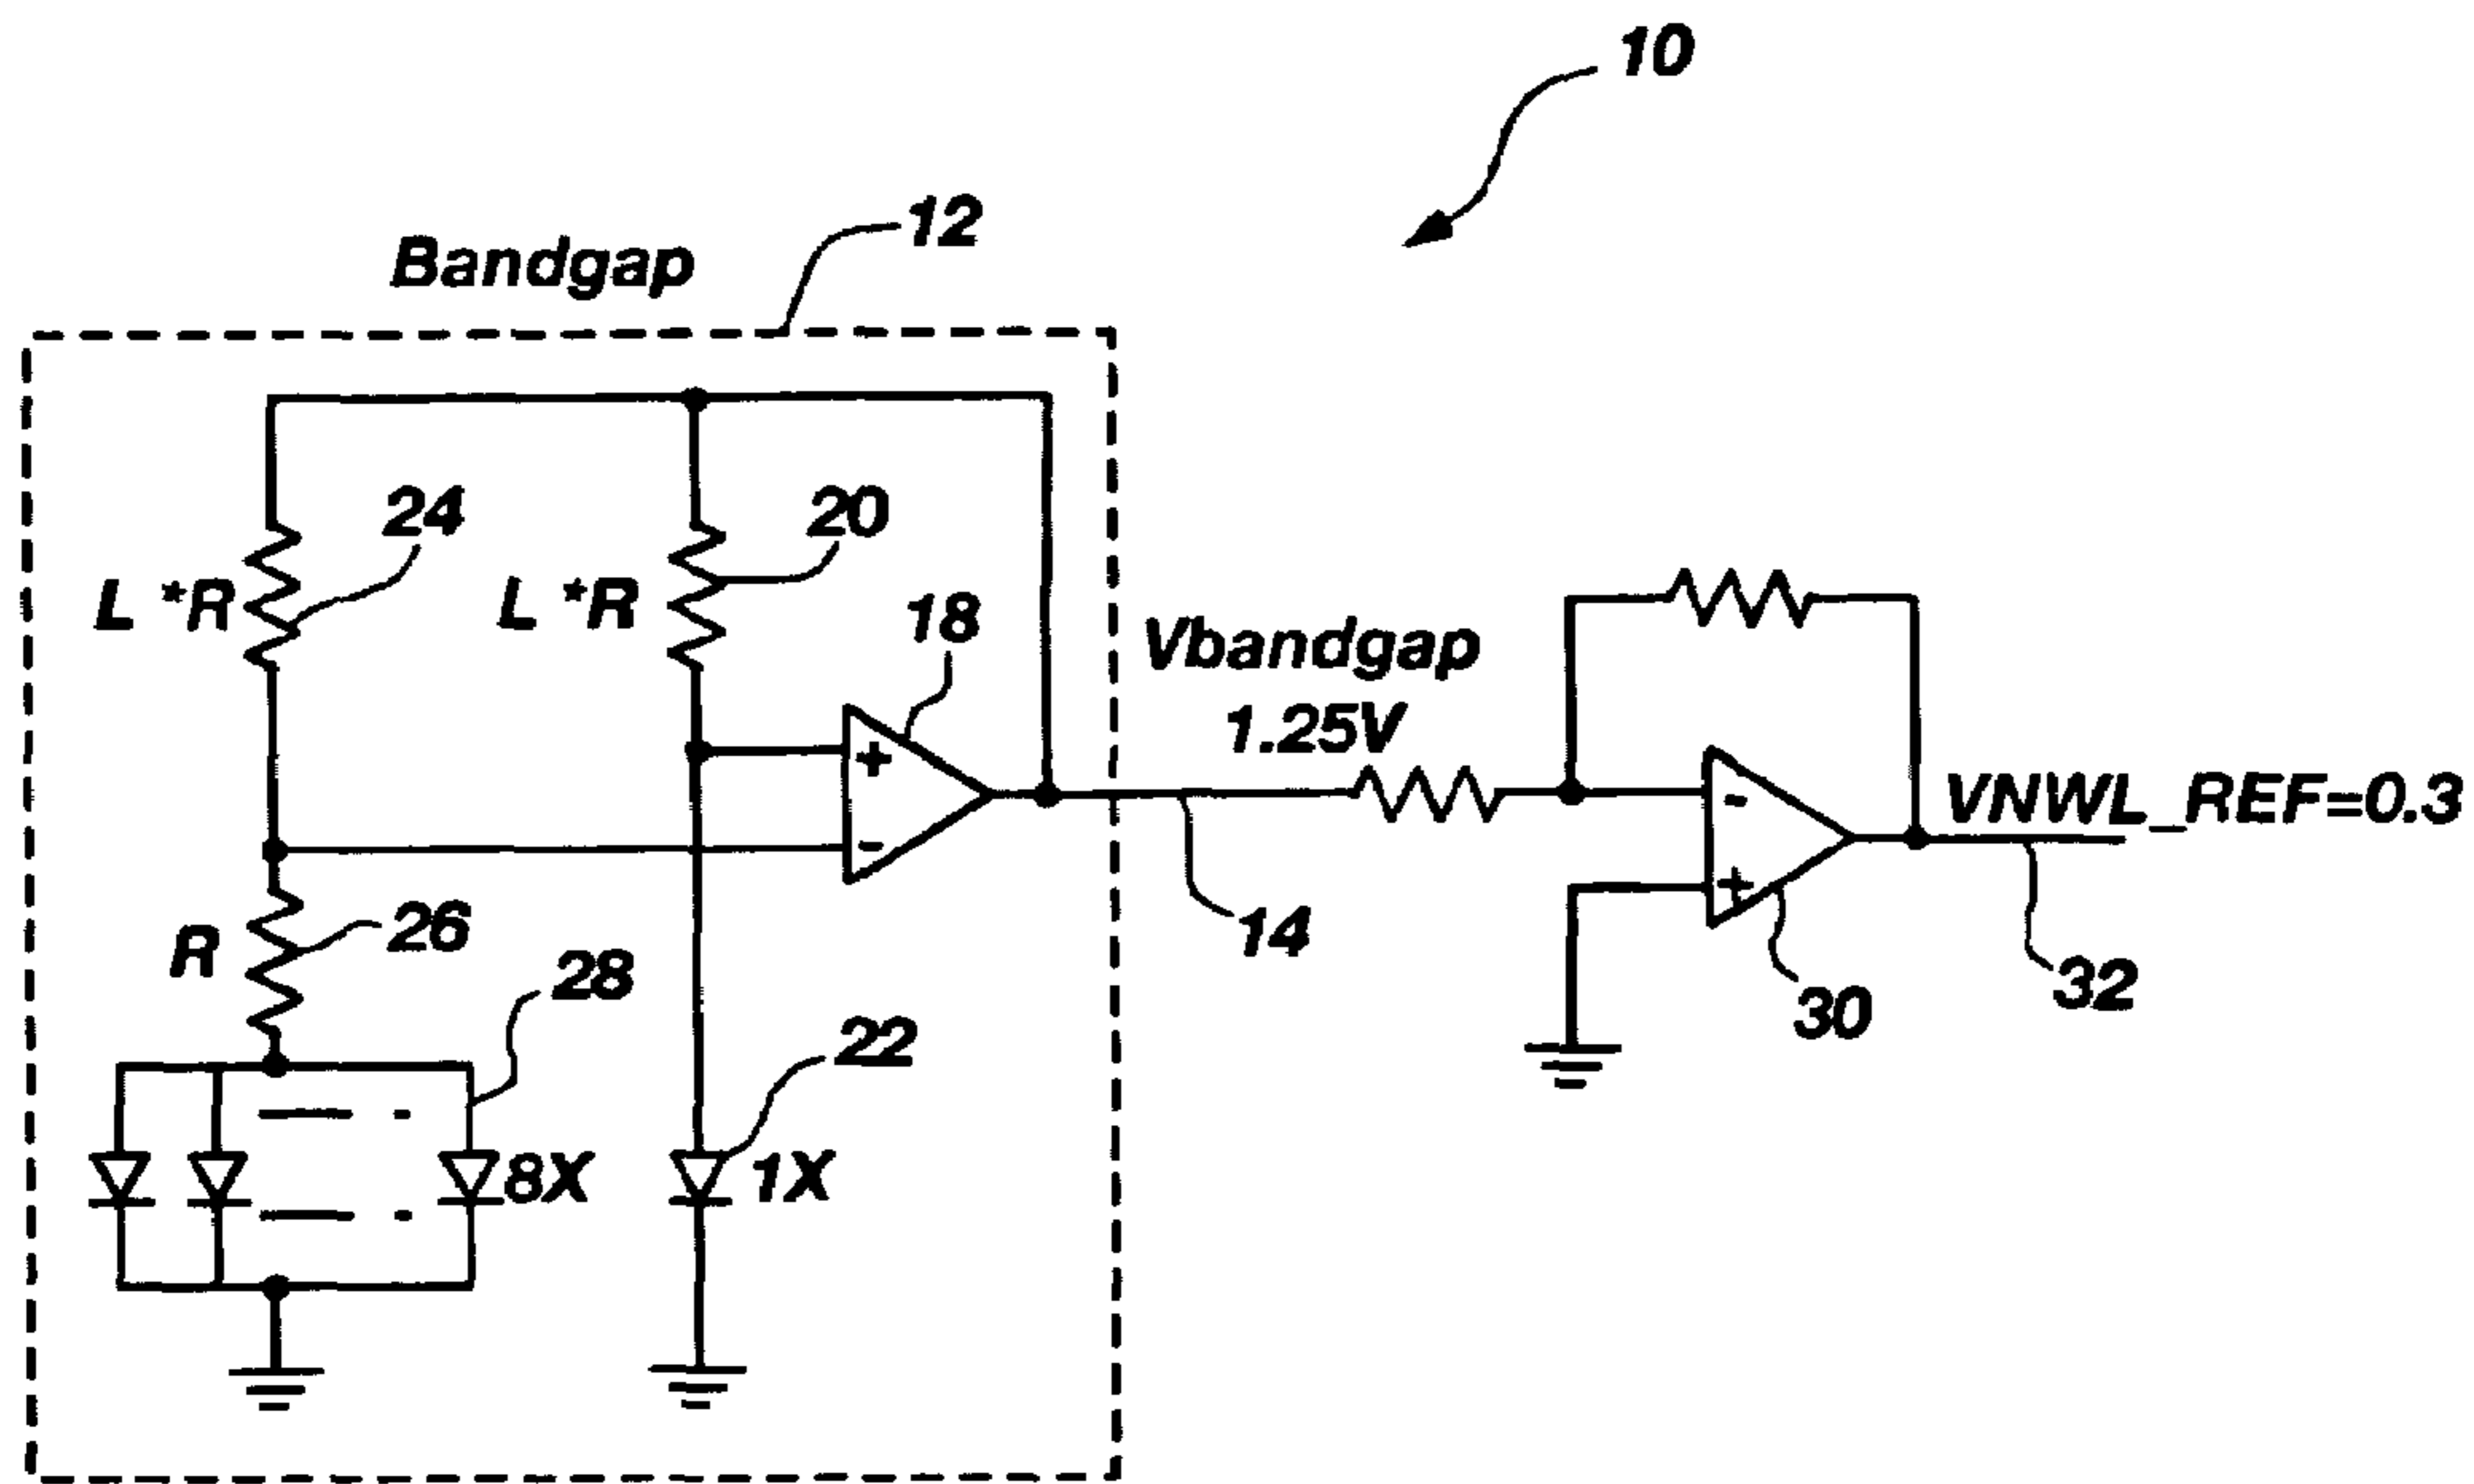 10
12
Bandgap
24
20
L *R
L *R
18
Vbandgap
1.25V
+
-
-
+
VNWL_REF=0.3
14
R
26
28
22
30
32
8X
1X